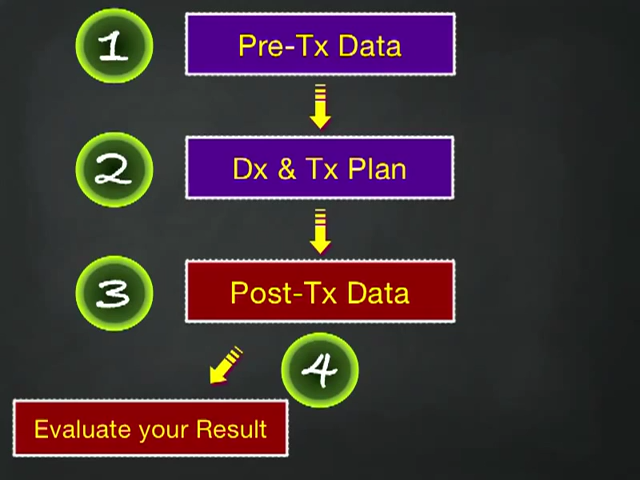 1
Pre-Tx Data
2
Dx & Tx Plan
3
Post-Tx Data
4
Evaluate your Result